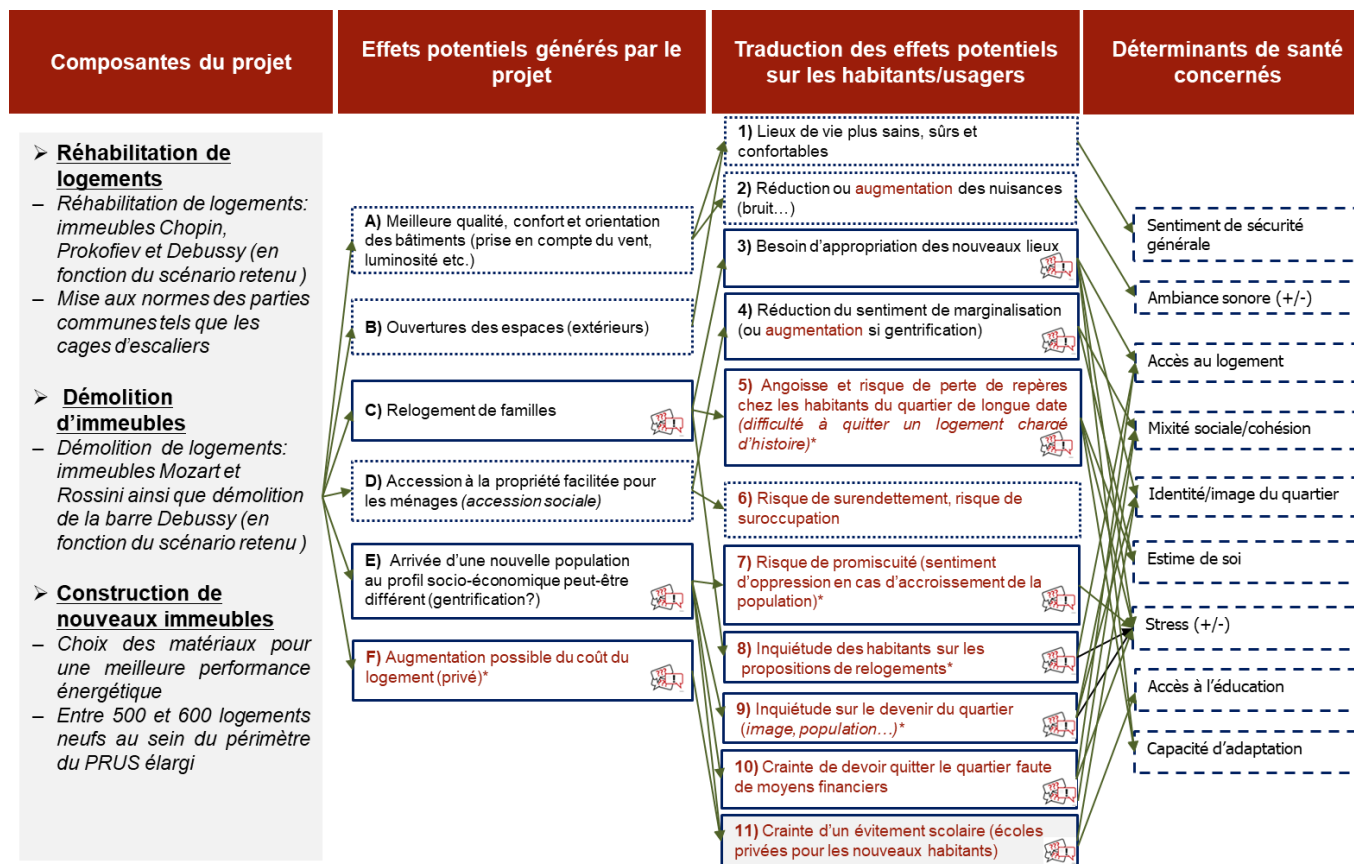 Composantes du projet
Effets potentiels générés par le
projet
Traduction des effets potentiels
sur les habitants/usagers
Déterminants de santé
concernés
➢ Réhabilitation de
logements
– Réhabilitation de logements:
immeubles Chopin,
Prokofiev et Debussy (en
fonction du scénario retenu )
– Mise aux normes des parties
communes tels que les
cages d'escaliers
➢ Démolition
d'immeubles
– Démolition de logements:
immeubles Mozart et
Rossini ainsi que démolition
de la barre Debussy (en
fonction du scénario retenu )
➢ Construction de
nouveaux immeubles
– Choix des matériaux pour
une meilleure performance
énergétique
– Entre 500 et 600 logements
neufs au sein du périmètre
du PRUS élargi
A) Meilleure qualité, confort et orientation
des bâtiments (prise en compte du vent,
luminosité etc.)
B) Ouvertures des espaces (extérieurs)
C) Relogement de familles
D) Accession à la propriété facilitée pour
les ménages (accession sociale)
E) Arrivée d'une nouvelle population
au profil socio-économique peut-être
différent (gentrification?)
F) Augmentation possible du coût du
logement (privé)*
1) Lieux de vie plus sains, sûrs et
confortables
2) Réduction ou augmentation des nuisances
(bruit…)
3) Besoin d'appropriation des nouveaux lieux
4) Réduction du sentiment de marginalisation
(ou augmentation si gentrification)
5) Angoisse et risque de perte de repères
chez les habitants du quartier de longue date
(difficulté à quitter un logement chargé
d'histoire)*
6) Risque de surendettement, risque de
suroccupation
7) Risque de promiscuité (sentiment
d'oppression en cas d'accroissement de la
population)*
8) Inquiétude des habitants sur les
propositions de relogements*
9) Inquiétude sur le devenir du quartier
(image, population…)*
10) Crainte de devoir quitter le quartier faute
de moyens financiers
11) Crainte d'un évitement scolaire (écoles
privées pour les nouveaux habitants)
Sentiment de sécurité
générale
Ambiance sonore (+/-)
Accès au logement
Mixité sociale/cohésion
Identité/image du quartier
Estime de soi
Stress (+/-)
Accès à l'éducation
Capacité d'adaptation